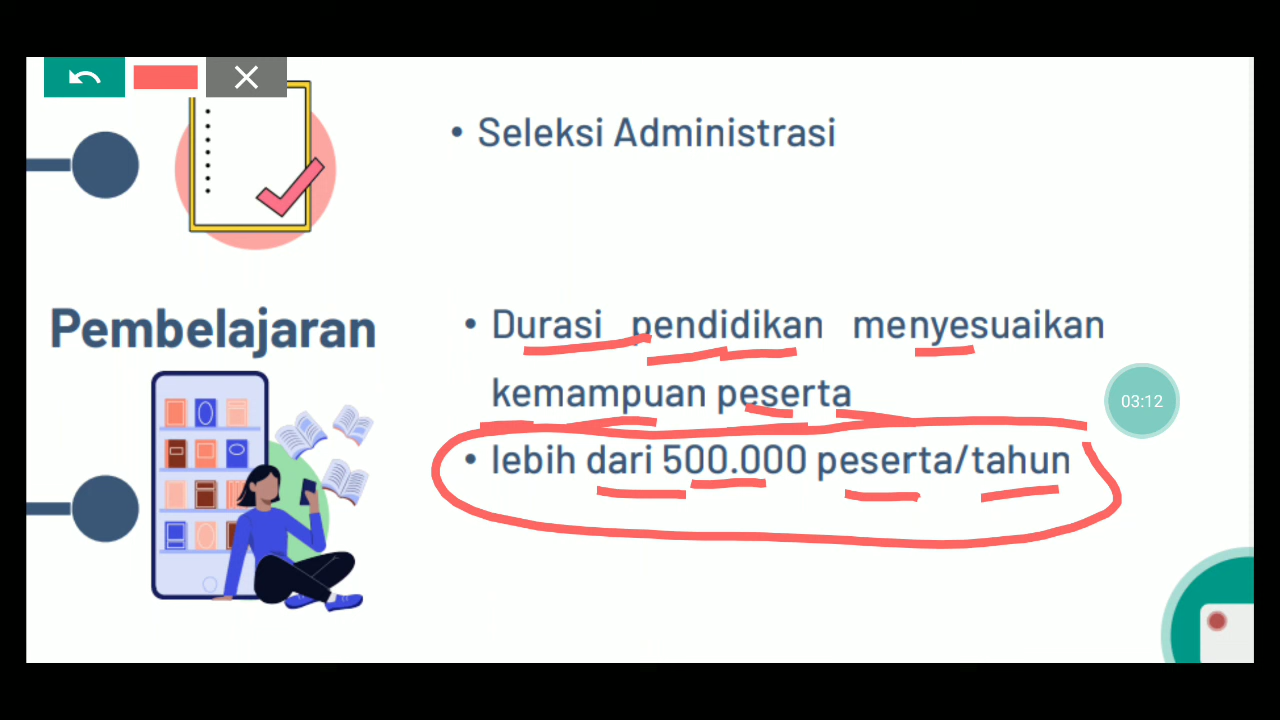 • Seleksi Administrasi
Pembelajaran
• Durasi pendidikan menyesuaikan
kemampuan peserta
• lebih dari 500.000 peserta/tahun
03:12